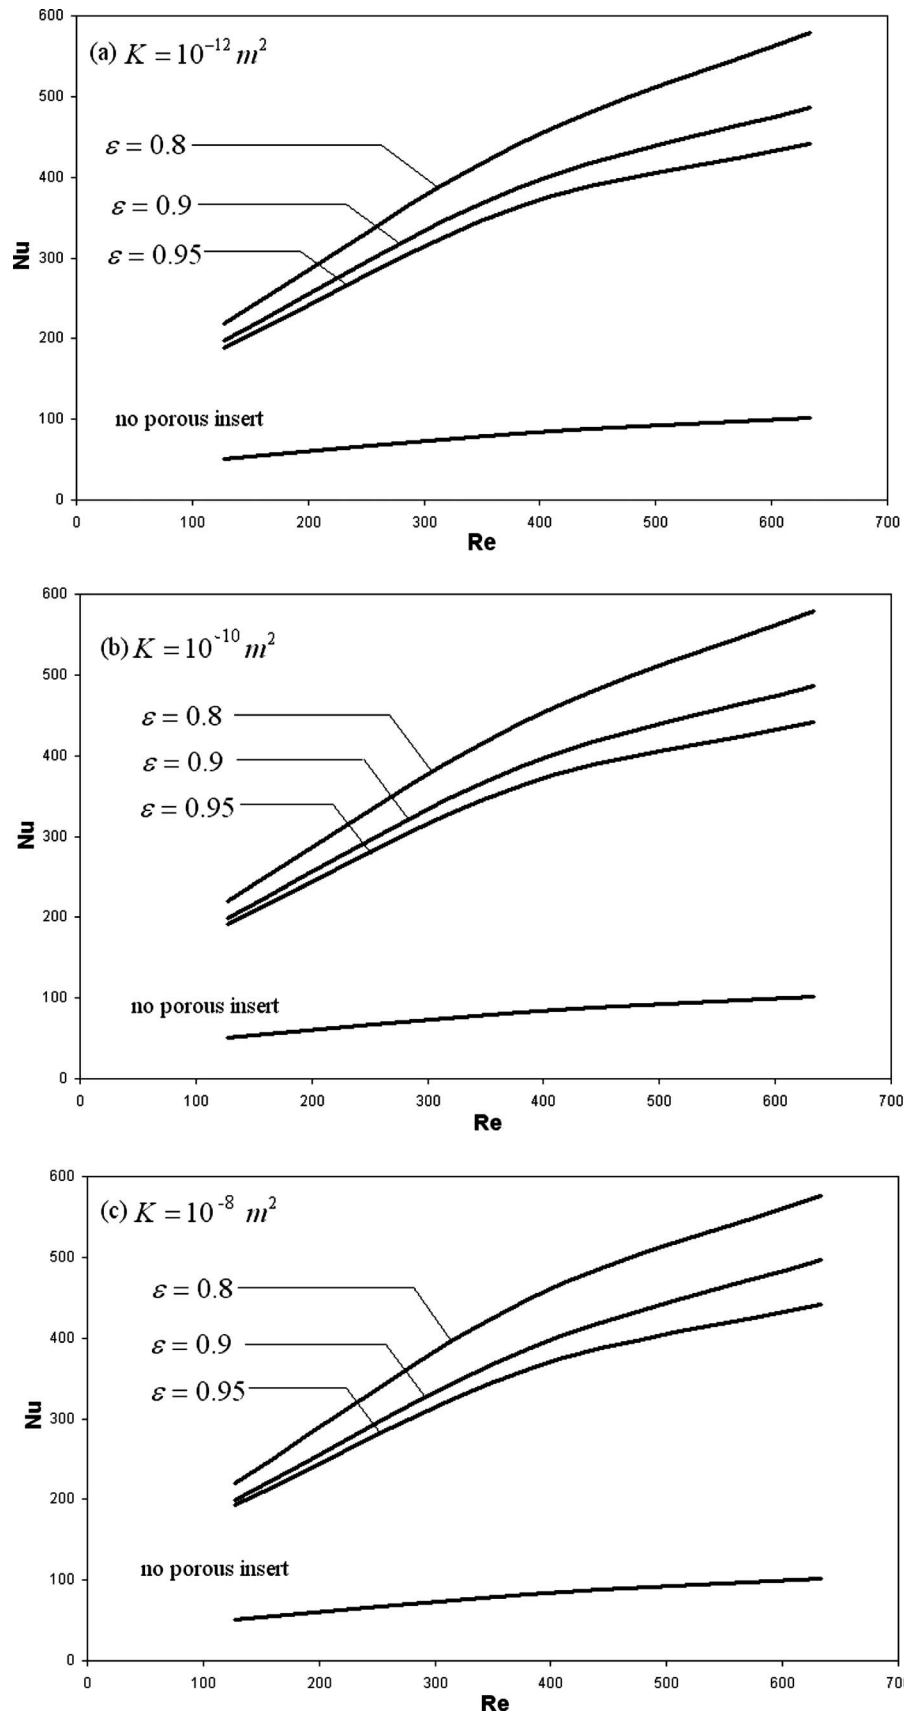 600
(a) K = 10⁻¹² m²
500
ε = 0.8
400
ε = 0.9
300
ε = 0.95
Nu
200
no porous insert
100
0
0 100 200 300 400 500 600 700
Re
600
(b) K = 10⁻¹⁰ m²
500
ε = 0.8
400
ε = 0.9
ε = 0.95
300
Nu
200
no porous insert
100
0
0 100 200 300 400 500 600 700
Re
600
(c) K = 10⁻⁸ m²
500
ε = 0.8
400
ε = 0.9
ε = 0.95
300
Nu
200
no porous insert
100
0
0 100 200 300 400 500 600 700
Re